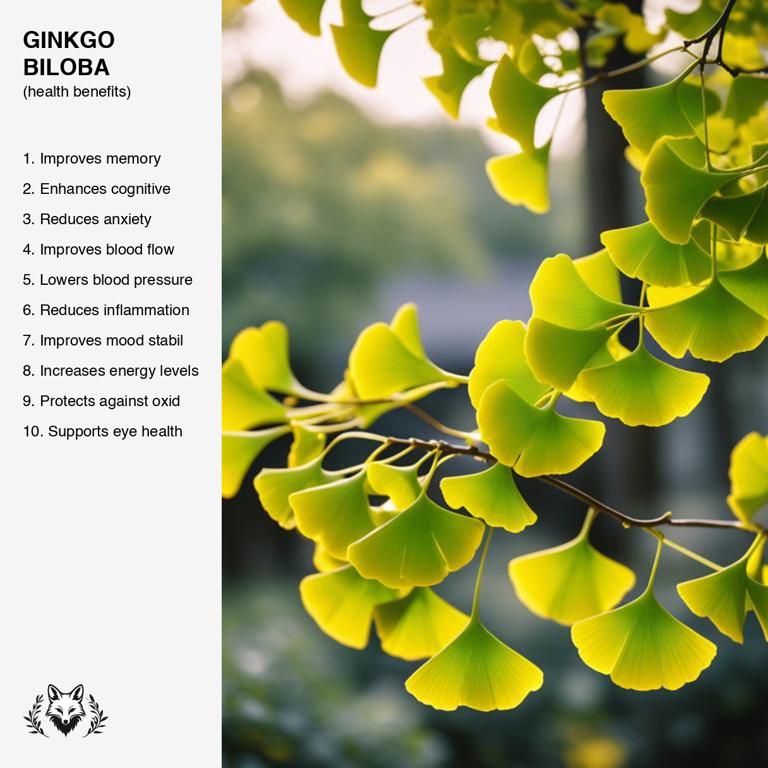 GINKGO
BILOBA
(health benefits)
1. Improves memory
2. Enhances cognitive
3. Reduces anxiety
4. Improves blood flow
5. Lowers blood pressure
6. Reduces inflammation
7. Improves mood stabil
8. Increases energy levels
9. Protects against oxid
10. Supports eye health